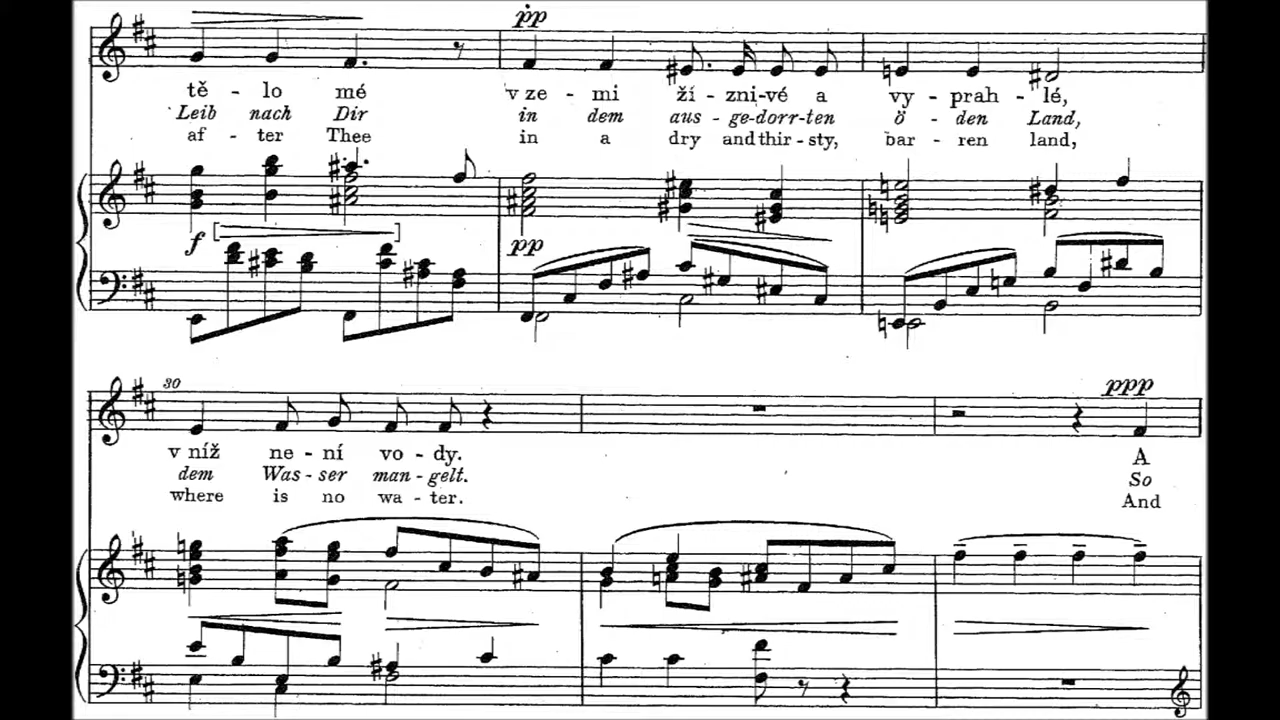 pp
tě - lo mé v ze - mi ží - zni - vé a vy - prah - lé,
Leib nach Dir in dem aus - ge-dorr-ten ö - den Land,
af - ter Thee in a dry and thir - sty, bar - ren land,
f [ ] pp
30 ppp
v níž ne - ní vo - dy. A
dem Was - ser man - gelt. So
where is no wa - ter. And